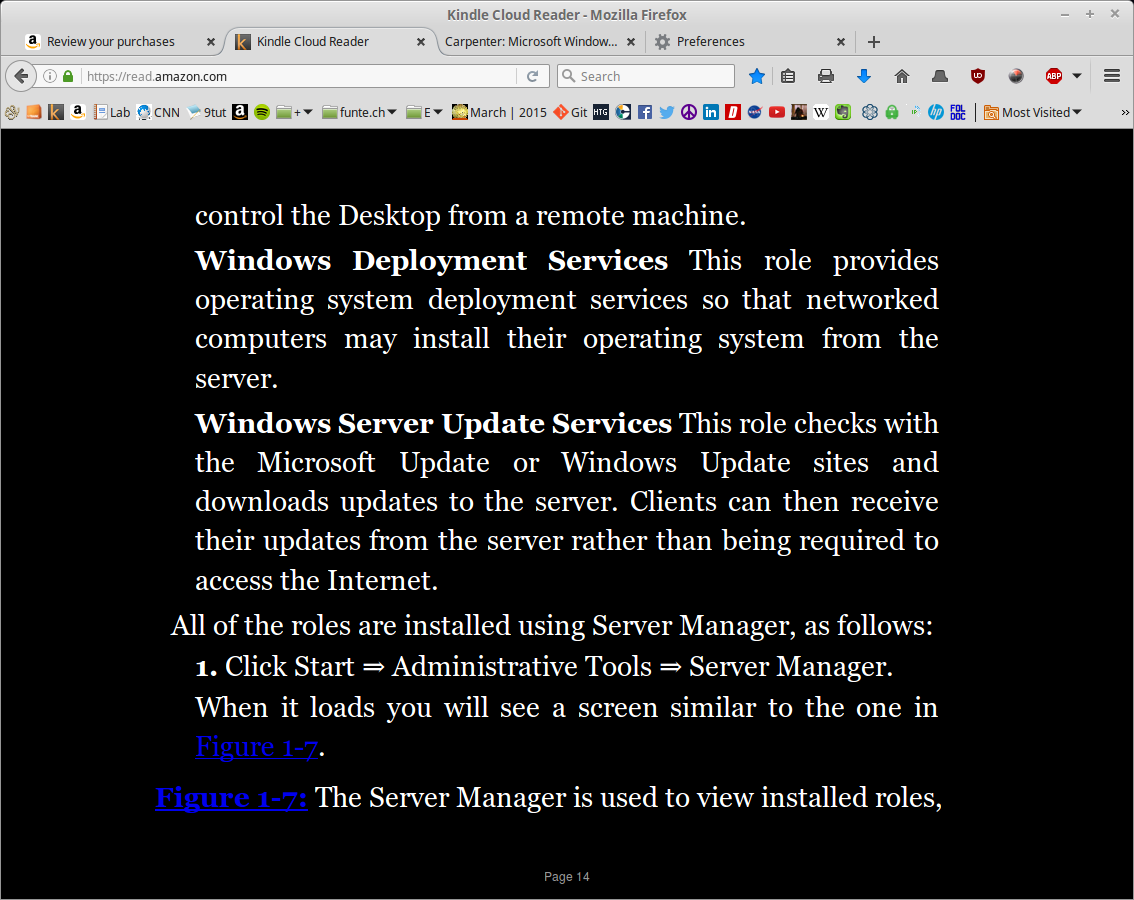 Kindle Cloud Reader - Mozilla Firefox
Review your purchases
Kindle Cloud Reader
Carpenter: Microsoft Window...
Preferences
https://read.amazon.com
Search
Lab
CNN
9tut
+
funte.ch
E
March | 2015
Git
HTG
Most Visited
control the Desktop from a remote machine.
Windows Deployment Services This role provides
operating system deployment services so that networked
computers may install their operating system from the
server.
Windows Server Update Services This role checks with
the Microsoft Update or Windows Update sites and
downloads updates to the server. Clients can then receive
their updates from the server rather than being required to
access the Internet.
All of the roles are installed using Server Manager, as follows:
1. Click Start ⇒ Administrative Tools ⇒ Server Manager.
When it loads you will see a screen similar to the one in
Figure 1-7.
Figure 1-7: The Server Manager is used to view installed roles,
Page 14